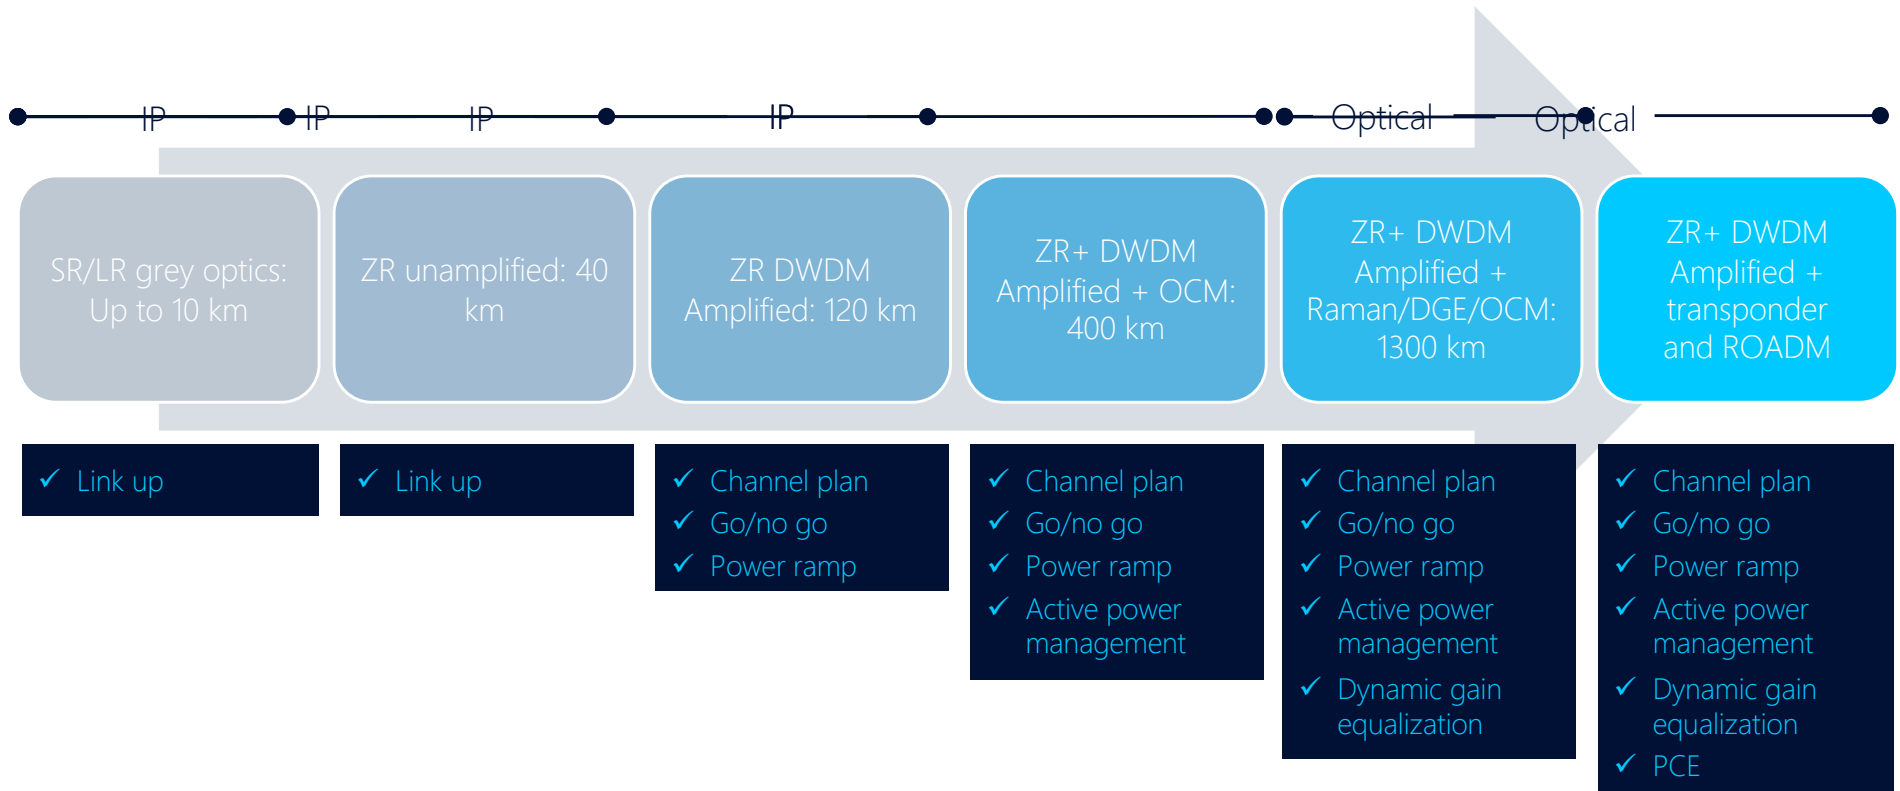 IP
IP
IP
IP
Optical
Optical
SR/LR grey optics:
Up to 10 km
ZR unamplified: 40
km
ZR DWDM
Amplified: 120 km
ZR+ DWDM
Amplified + OCM:
400 km
ZR+ DWDM
Amplified +
Raman/DGE/OCM:
1300 km
ZR+ DWDM
Amplified +
transponder
and ROADM
✓ Link up
✓ Link up
✓ Channel plan
✓ Go/no go
✓ Power ramp
✓ Channel plan
✓ Go/no go
✓ Power ramp
✓ Active power
management
✓ Channel plan
✓ Go/no go
✓ Power ramp
✓ Active power
management
✓ Dynamic gain
equalization
✓ Channel plan
✓ Go/no go
✓ Power ramp
✓ Active power
management
✓ Dynamic gain
equalization
✓ PCE